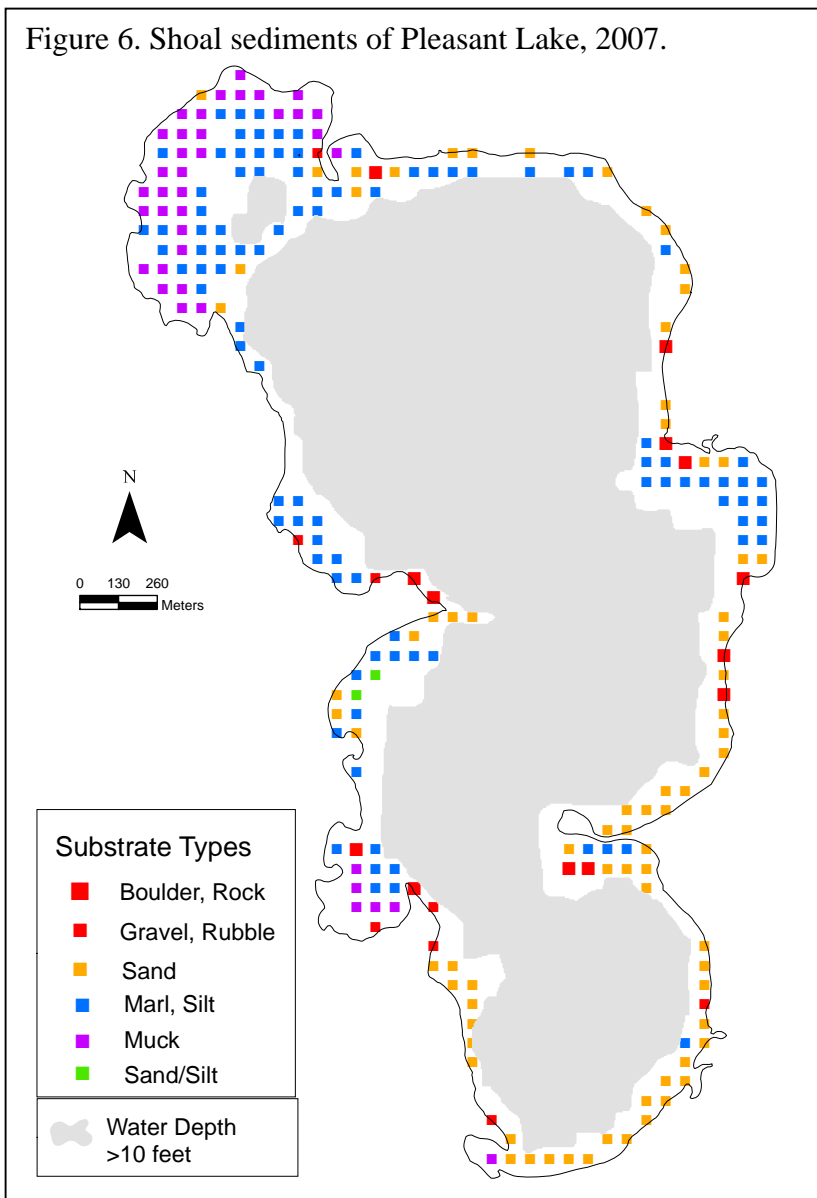 Figure 6. Shoal sediments of Pleasant Lake, 2007.
N
0 130 260
Meters
Substrate Types
Boulder, Rock
Gravel, Rubble
Sand
Marl, Silt
Muck
Sand/Silt
Water Depth
>10 feet